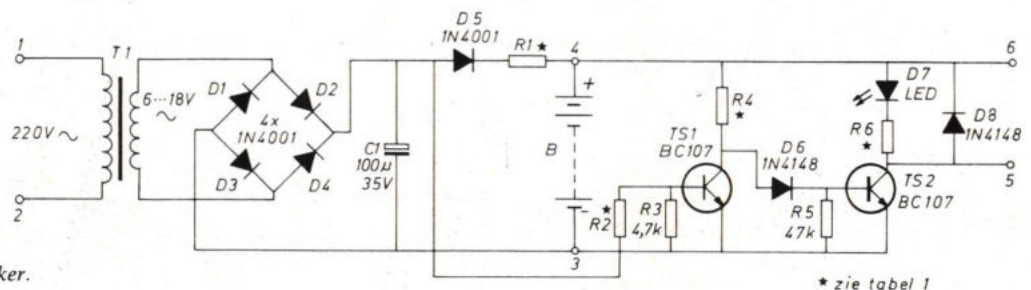 1
T1
220V~
2
6...18V
~
D1
D2
4x
1N4001
D3
D4
C1
100µ
35V
D5
1N4001
R1 ★
4
+
B
-
3
★
R2
R3
4,7k
TS1
BC107
R4
★
D6
1N4148
R5
47k
D7
LED
R6
★
TS2
BC107
D8
1N4148
6
5
ker.
★ zie tabel 1